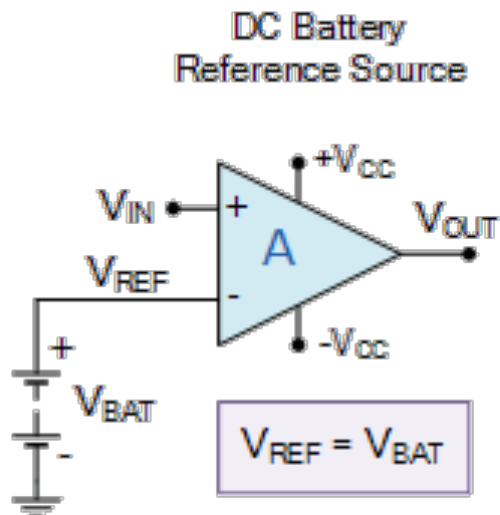 DC Battery
Reference Source
+VCC
VIN
+
A
VOUT
VREF
-
-VCC
+
VBAT
-
VREF = VBAT